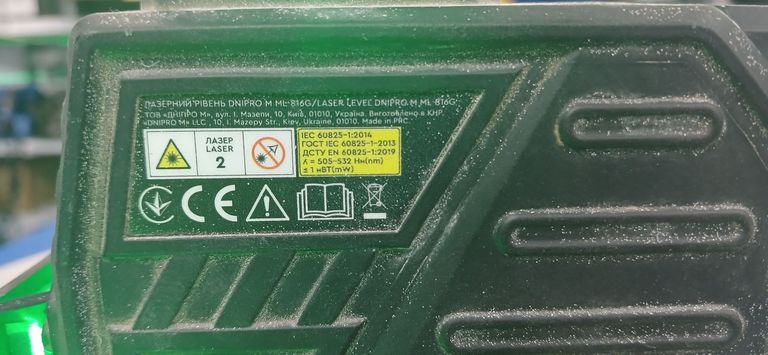 ЛАЗЕРНИЙ РІВЕНЬ DNIPRO M ML-816G/LASER LEVEL DNIPRO M ML-816G
ТОВ «ДНІПРО М», вул. І. Мазепи, 10, Київ, 01010, Україна. Виготовлено в КНР.
«DNIPRO M» LLC , 10, I. Mazepy Str., Kiev, Ukraine, 01010. Made in PRC
ЛАЗЕР
LASER
2
IEC 60825-1:2014
ГОСТ IEC 60825-1-2013
ДСТУ EN 60825-1:2019
λ = 505-532 Нм(nm)
≤ 1 мВТ(mW)
CE